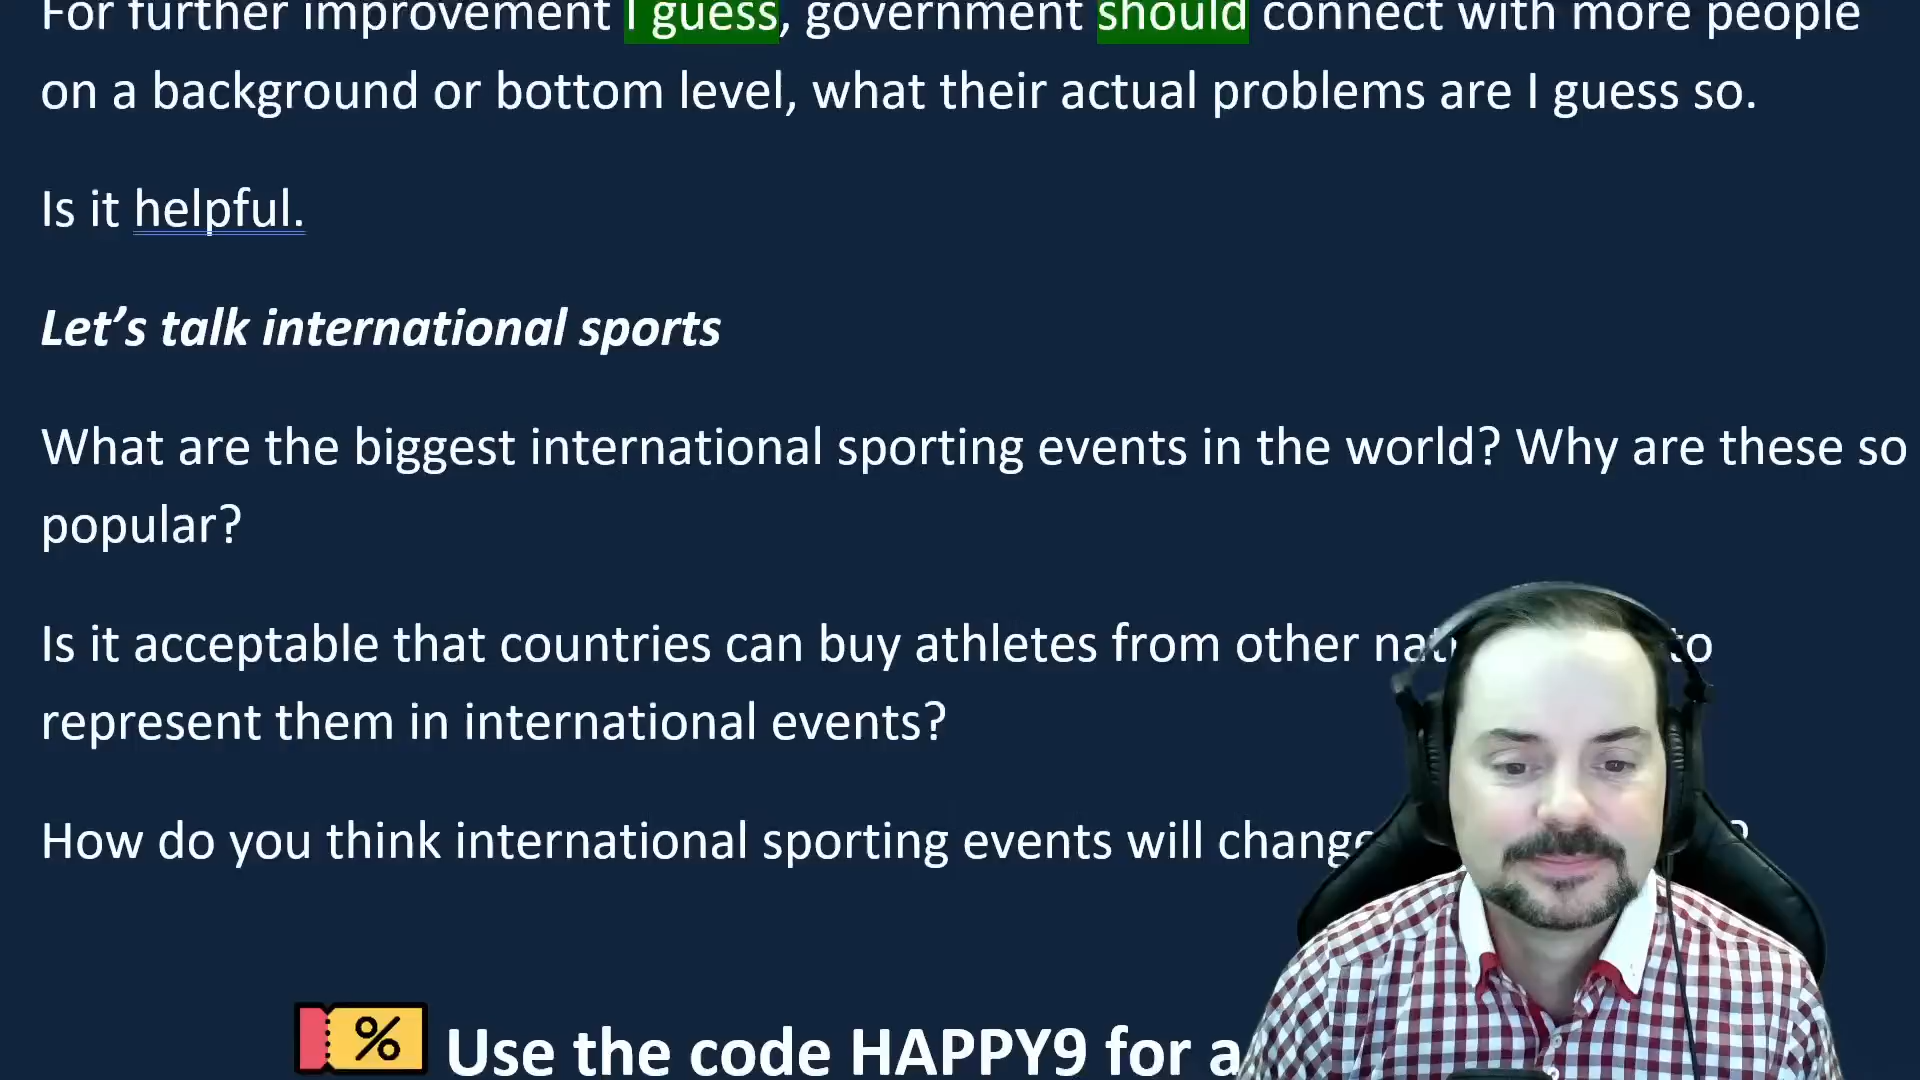 For further improvement I guess, government should connect with more people
on a background or bottom level, what their actual problems are I guess so.
Is it helpful.
Let's talk international sports
What are the biggest international sporting events in the world? Why are these so
popular?
Is it acceptable that countries can buy athletes from other to
represent them in international events?
How do you think international sporting events will change ?
% Use the code HAPPY9 for a